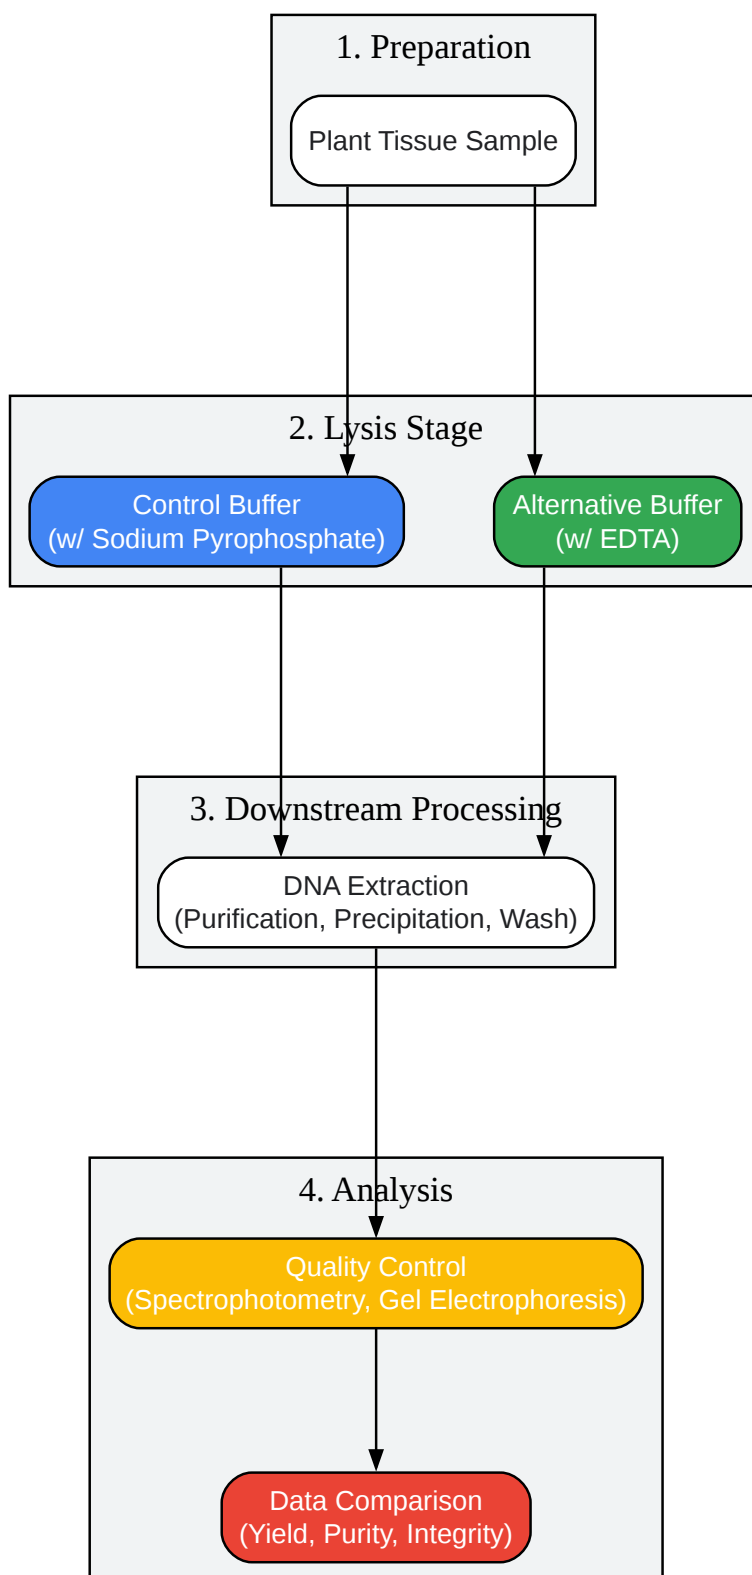 1. Preparation
Plant Tissue Sample
2. Lysis Stage
Control Buffer
(w/ Sodium Pyrophosphate)
Alternative Buffer
(w/ EDTA)
3. Downstream Processing
DNA Extraction
(Purification, Precipitation, Wash)
4. Analysis
Quality Control
(Spectrophotometry, Gel Electrophoresis)
Data Comparison
(Yield, Purity, Integrity)